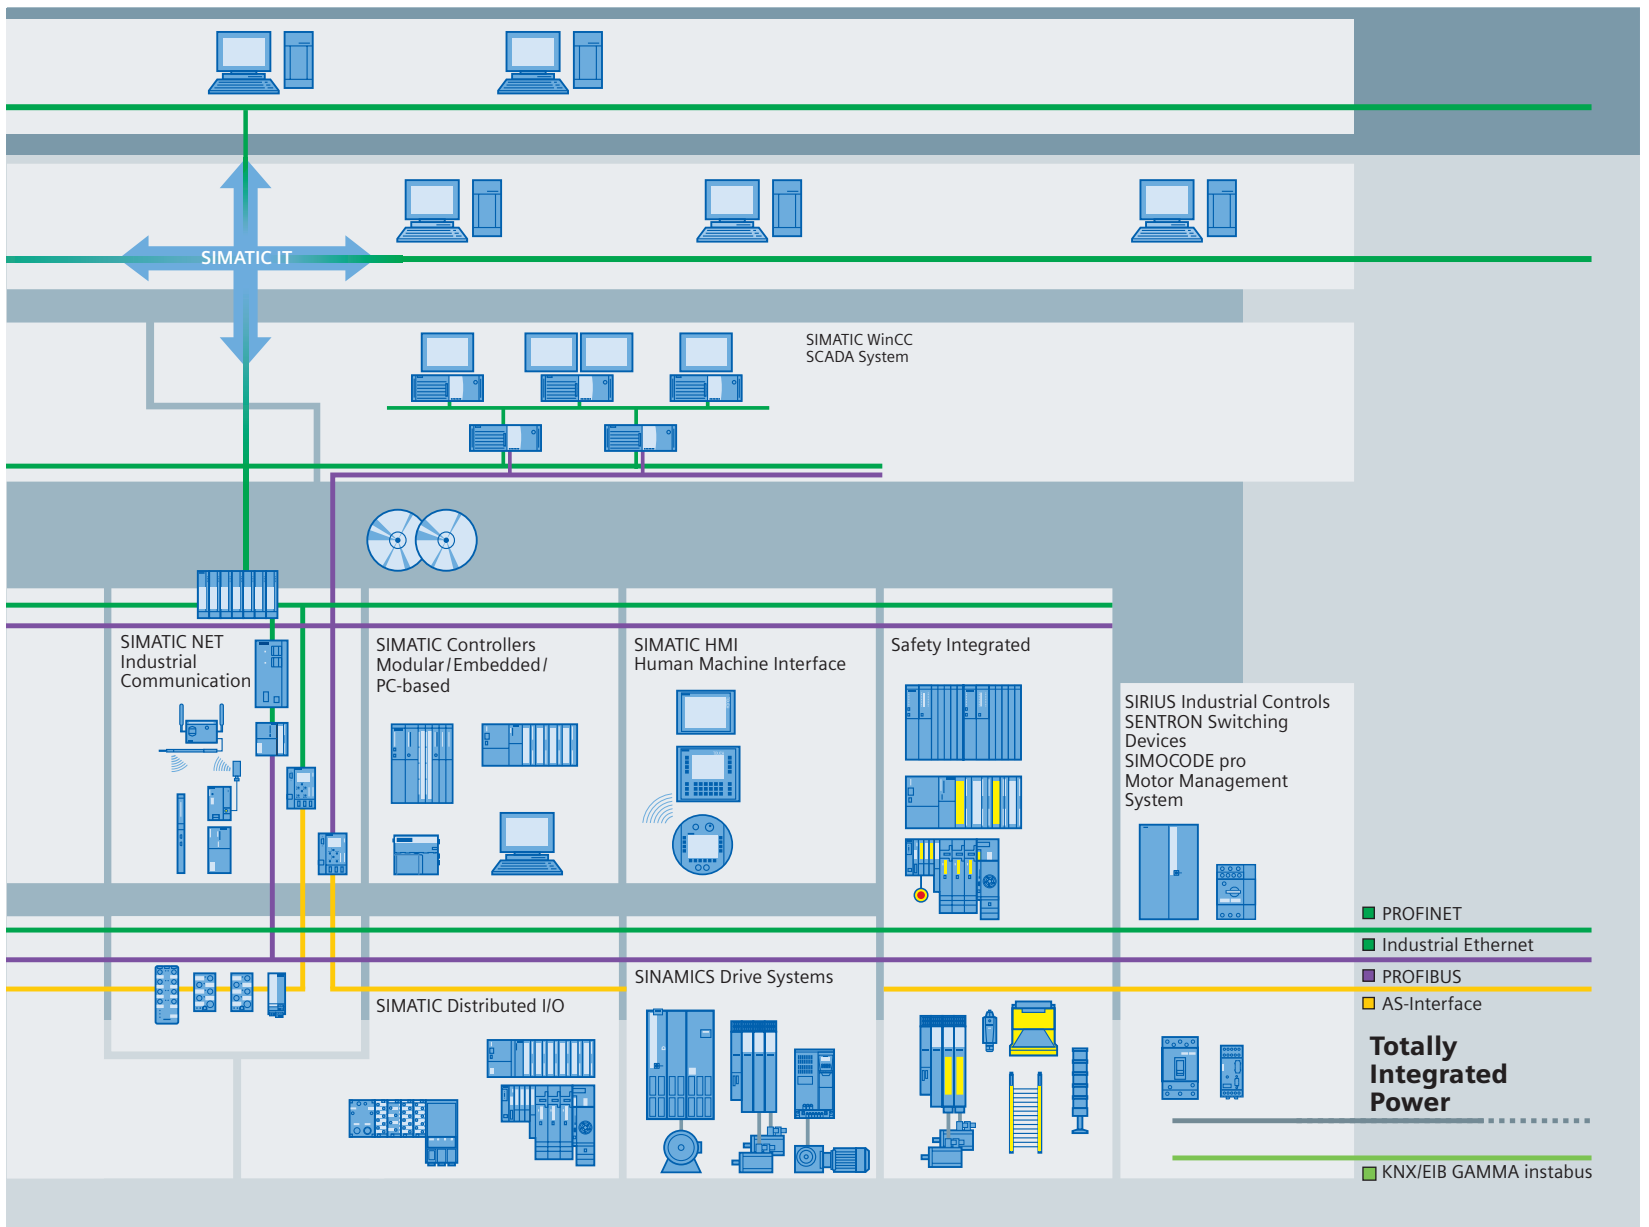 SIMATIC IT
SIMATIC WinCC
SCADA System
SIMATIC NET
Industrial
Communication
SIMATIC Controllers
Modular/Embedded/
PC-based
SIMATIC HMI
Human Machine Interface
Safety Integrated
SIRIUS Industrial Controls
SENTRON Switching
Devices
SIMOCODE pro
Motor Management
System
PROFINET
Industrial Ethernet
PROFIBUS
AS-Interface
SIMATIC Distributed I/O
SINAMICS Drive Systems
Totally
Integrated
Power
KNX/EIB GAMMA instabus